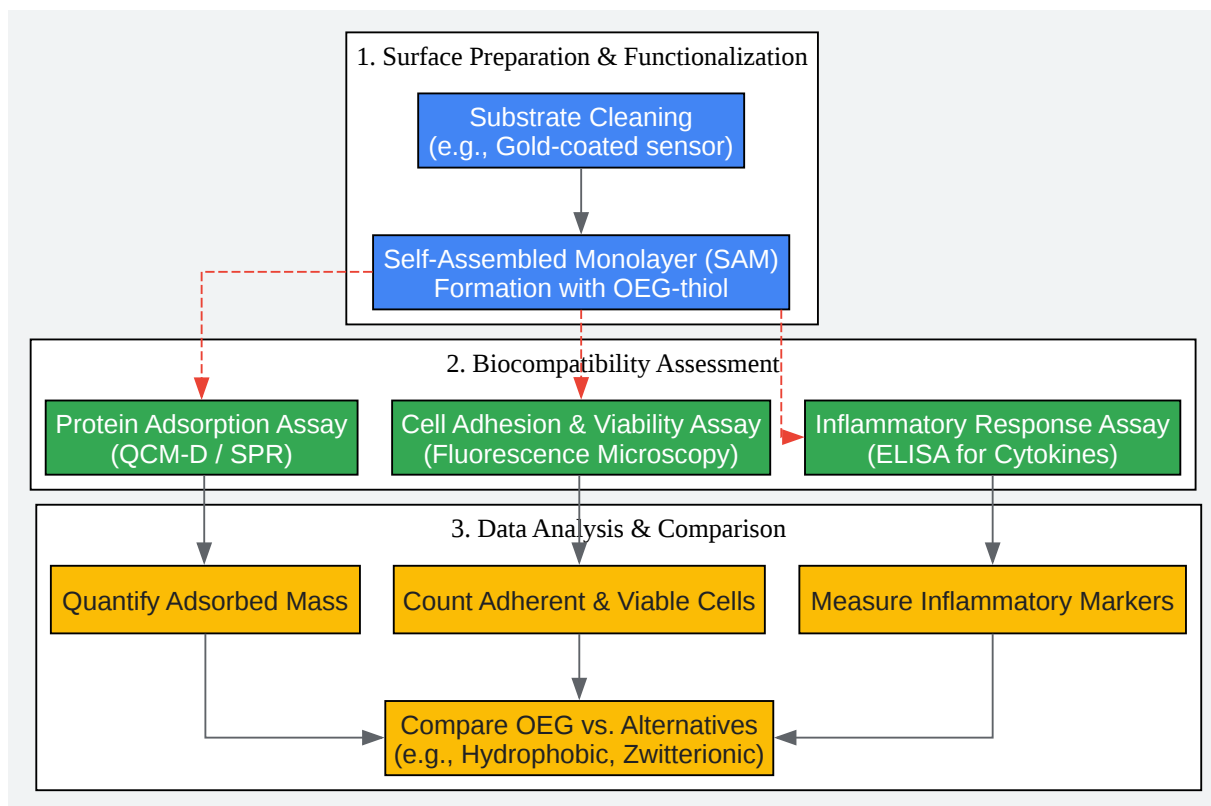 1. Surface Preparation & Functionalization
Substrate Cleaning
(e.g., Gold-coated sensor)
Self-Assembled Monolayer (SAM)
Formation with OEG-thiol
2. Biocompatibility Assessment
Protein Adsorption Assay
(QCM-D / SPR)
Cell Adhesion & Viability Assay
(Fluorescence Microscopy)
Inflammatory Response Assay
(ELISA for Cytokines)
3. Data Analysis & Comparison
Quantify Adsorbed Mass
Count Adherent & Viable Cells
Measure Inflammatory Markers
Compare OEG vs. Alternatives
(e.g., Hydrophobic, Zwitterionic)